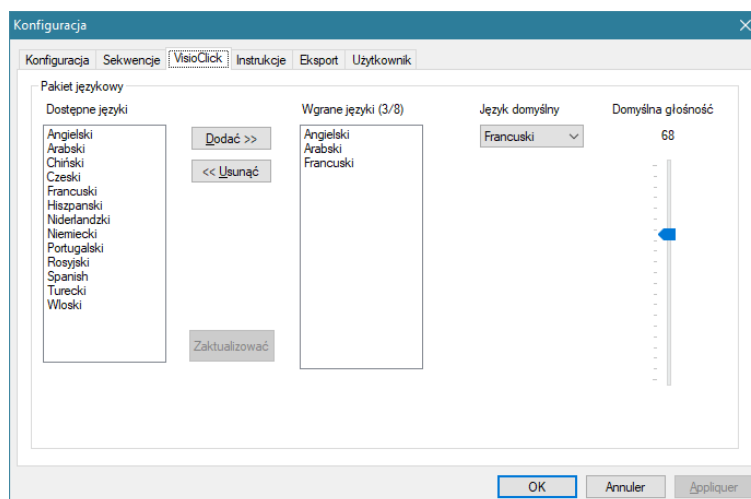 Konfiguracja
Konfiguracja Sekwencje VisioClick Instrukcje Eksport Użytkownik
Pakiet językowy
Dostępne języki
Angielski
Arabski
Chiński
Czeski
Francuski
Hiszpanski
Niderlandzki
Niemiecki
Portugalski
Rosyjski
Spanish
Turecki
Wloski
Dodać >>
<< Usunąć
Zaktualizować
Wgrane języki (3/8)
Angielski
Arabski
Francuski
Język domyślny
Francuski
Domyślna głośność
68
OK Annuler Appliquer